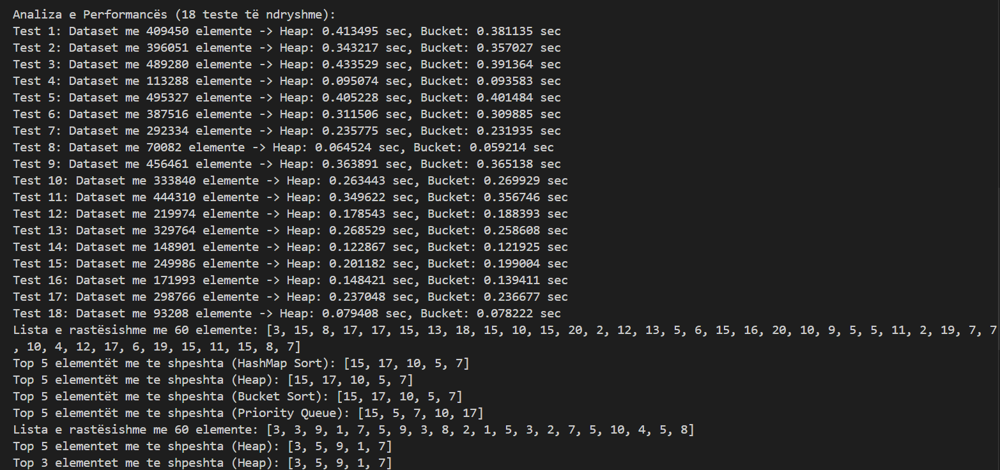 Analiza e Performancës (18 teste të ndryshme):
Test 1: Dataset me 409450 elemente -> Heap: 0.413495 sec, Bucket: 0.381135 sec
Test 2: Dataset me 396051 elemente -> Heap: 0.343217 sec, Bucket: 0.357027 sec
Test 3: Dataset me 489280 elemente -> Heap: 0.433529 sec, Bucket: 0.391364 sec
Test 4: Dataset me 113288 elemente -> Heap: 0.095074 sec, Bucket: 0.093583 sec
Test 5: Dataset me 495327 elemente -> Heap: 0.405228 sec, Bucket: 0.401484 sec
Test 6: Dataset me 387516 elemente -> Heap: 0.311506 sec, Bucket: 0.309885 sec
Test 7: Dataset me 292334 elemente -> Heap: 0.235775 sec, Bucket: 0.231935 sec
Test 8: Dataset me 70082 elemente -> Heap: 0.064524 sec, Bucket: 0.059214 sec
Test 9: Dataset me 456461 elemente -> Heap: 0.363891 sec, Bucket: 0.365138 sec
Test 10: Dataset me 333840 elemente -> Heap: 0.263443 sec, Bucket: 0.269929 sec
Test 11: Dataset me 444310 elemente -> Heap: 0.349622 sec, Bucket: 0.356746 sec
Test 12: Dataset me 219974 elemente -> Heap: 0.178543 sec, Bucket: 0.188393 sec
Test 13: Dataset me 329764 elemente -> Heap: 0.268529 sec, Bucket: 0.258608 sec
Test 14: Dataset me 148901 elemente -> Heap: 0.122867 sec, Bucket: 0.121925 sec
Test 15: Dataset me 249986 elemente -> Heap: 0.201182 sec, Bucket: 0.199004 sec
Test 16: Dataset me 171993 elemente -> Heap: 0.148421 sec, Bucket: 0.139411 sec
Test 17: Dataset me 298766 elemente -> Heap: 0.237048 sec, Bucket: 0.236677 sec
Test 18: Dataset me 93208 elemente -> Heap: 0.079408 sec, Bucket: 0.078222 sec
Lista e rastësishme me 60 elemente: [3, 15, 8, 17, 17, 15, 13, 18, 15, 10, 15, 20, 2, 12, 13, 5, 6, 15, 16, 20, 10, 9, 5, 5, 11, 2, 19, 7, 7
, 10, 4, 12, 17, 6, 19, 15, 11, 15, 8, 7]
Top 5 elementët me te shpeshta (HashMap Sort): [15, 17, 10, 5, 7]
Top 5 elementët me te shpeshta (Heap): [15, 17, 10, 5, 7]
Top 5 elementët me te shpeshta (Bucket Sort): [15, 17, 10, 5, 7]
Top 5 elementët me te shpeshta (Priority Queue): [15, 5, 7, 10, 17]
Lista e rastësishme me 60 elemente: [3, 3, 9, 1, 7, 5, 9, 3, 8, 2, 1, 5, 3, 2, 7, 5, 10, 4, 5, 8]
Top 5 elementet me te shpeshta (Heap): [3, 5, 9, 1, 7]
Top 3 elementet me te shpeshta (Heap): [3, 5, 9, 1, 7]